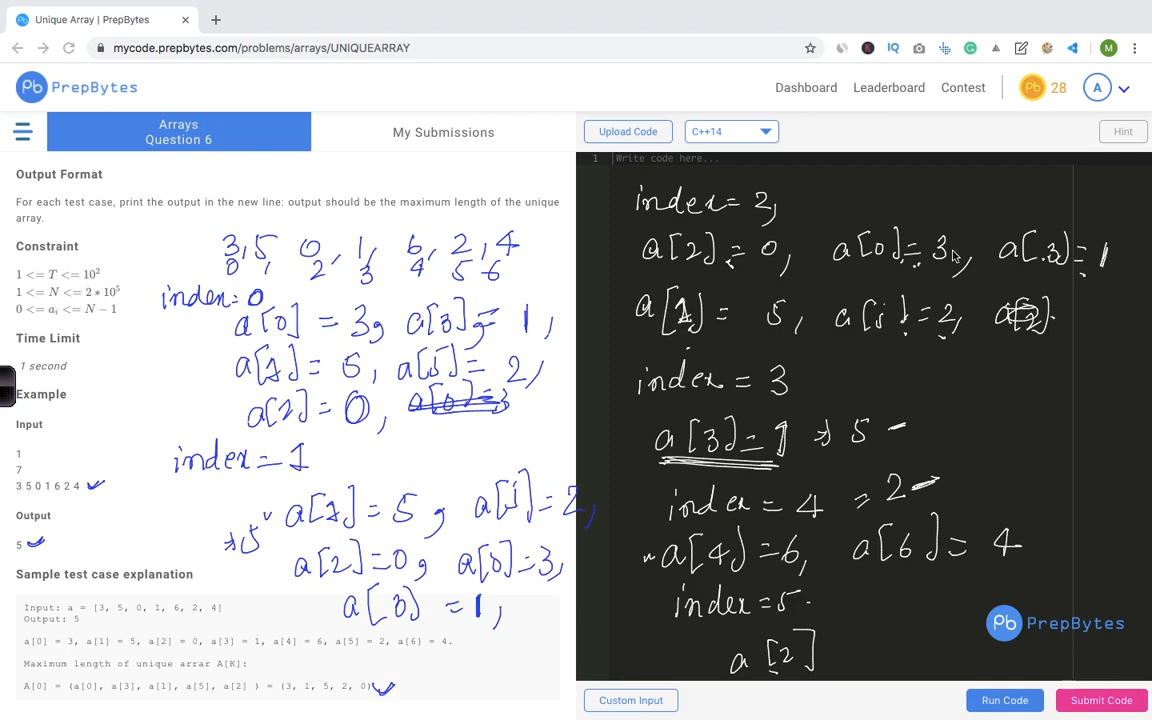 Unique Array | PrepBytes
mycode.prepbytes.com/problems/arrays/UNIQUEARRAY
IQ
M
Pb PrepBytes
Dashboard Leaderboard Contest
Pb 28 A
Arrays
Question 6
My Submissions
Upload Code
C++14
Hint
Output Format
For each test case, print the output in the new line: output should be the maximum length of the unique
array.
Constraint
1 <= T <= 10²
1 <= N <= 2 * 10⁵
0 <= aᵢ <= N − 1
Time Limit
1 second
Example
Input
1
7
3 5 0 1 6 2 4
Output
5
Sample test case explanation
Input: a = [3, 5, 0, 1, 6, 2, 4]
Output: 5
a[0] = 3, a[1] = 5, a[2] = 0, a[3] = 1, a[4] = 6, a[5] = 2, a[6] = 4.
Maximum length of unique arrar A[K]:
A[0] = (a[0], a[3], a[1], a[5], a[2] ) = (3, 1, 5, 2, 0)
3, 5 0, 1, 6, 2, 4
0 1 2 3 4 5 6
index=0
a[0] = 3, a[3] = 1,
a[1] = 5, a[5] = 2,
a[2] = 0,
index = 1
a[1] = 5, a[5] = 2,
→ 5
a[2] = 0, a[0] = 3,
a[3] = 1,
1 Write code here...
index = 2,
a[2] = 0, a[0] = 3, a[3] = 1
a[1] = 5, a[5] = 2,
index = 3
a[3] = 1 → 5
index = 4 = 2
a[4] = 6, a[6] = 4
index = 5
a[2]
Pb PrepBytes
Custom Input
Run Code
Submit Code